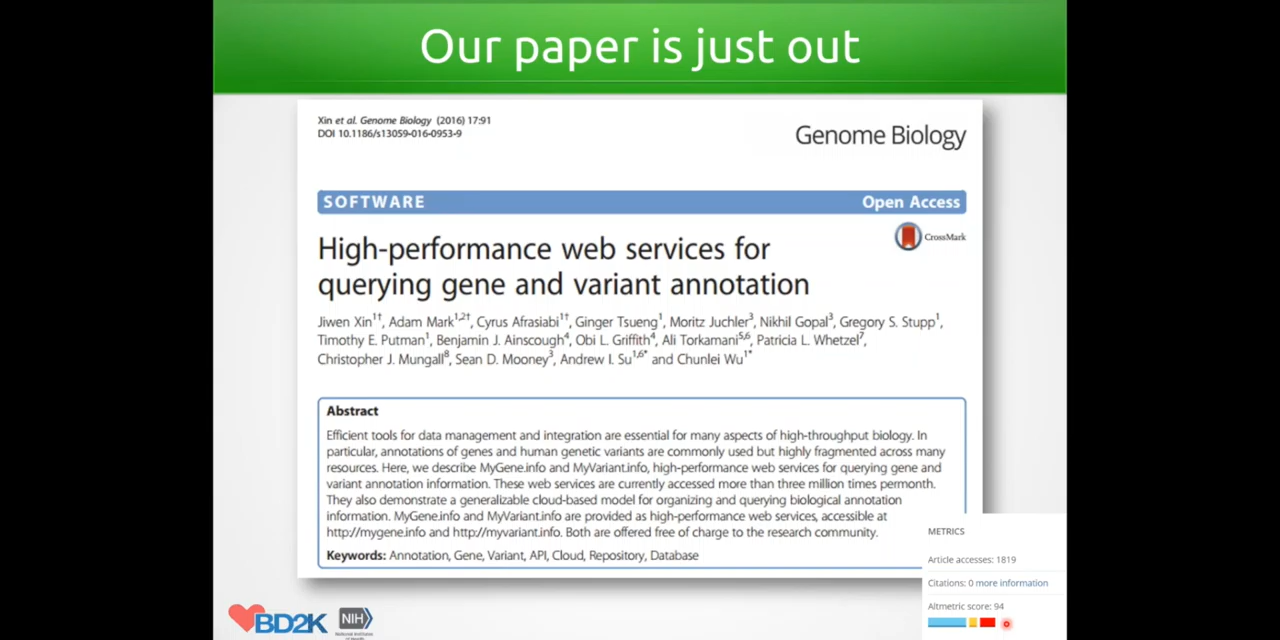 Our paper is just out
Xin et al. Genome Biology (2016) 17:91
DOI 10.1186/s13059-016-0953-9
Genome Biology
SOFTWARE
Open Access
CrossMark
High-performance web services for
querying gene and variant annotation
Jiwen Xin1†, Adam Mark1,2†, Cyrus Afrasiabi1†, Ginger Tsueng1, Moritz Juchler3, Nikhil Gopal3, Gregory S. Stupp1,
Timothy E. Putman1, Benjamin J. Ainscough4, Obi L. Griffith4, Ali Torkamani5,6, Patricia L. Whetzel7,
Christopher J. Mungall8, Sean D. Mooney3, Andrew I. Su1,6* and Chunlei Wu1*
Abstract
Efficient tools for data management and integration are essential for many aspects of high-throughput biology. In
particular, annotations of genes and human genetic variants are commonly used but highly fragmented across many
resources. Here, we describe MyGene.info and MyVariant.info, high-performance web services for querying gene and
variant annotation information. These web services are currently accessed more than three million times permonth.
They also demonstrate a generalizable cloud-based model for organizing and querying biological annotation
information. MyGene.info and MyVariant.info are provided as high-performance web services, accessible at
http://mygene.info and http://myvariant.info. Both are offered free of charge to the research community.
Keywords: Annotation, Gene, Variant, API, Cloud, Repository, Database
METRICS
Article accesses: 1819
Citations: 0 more information
Altmetric score: 94
BD2K
NIH